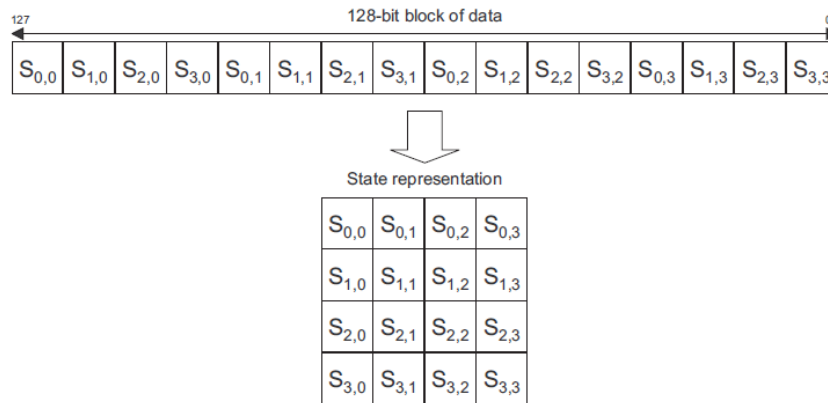 128-bit block of data
127 0
S0,0 S1,0 S2,0 S3,0 S0,1 S1,1 S2,1 S3,1 S0,2 S1,2 S2,2 S3,2 S0,3 S1,3 S2,3 S3,3
State representation
S0,0 S0,1 S0,2 S0,3
S1,0 S1,1 S1,2 S1,3
S2,0 S2,1 S2,2 S2,3
S3,0 S3,1 S3,2 S3,3